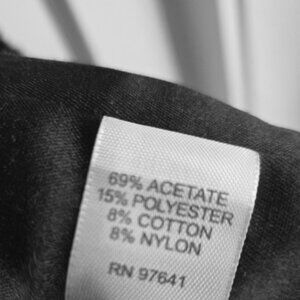 69% ACETATE
15% POLYESTER
8% COTTON
8% NYLON
RN 97641